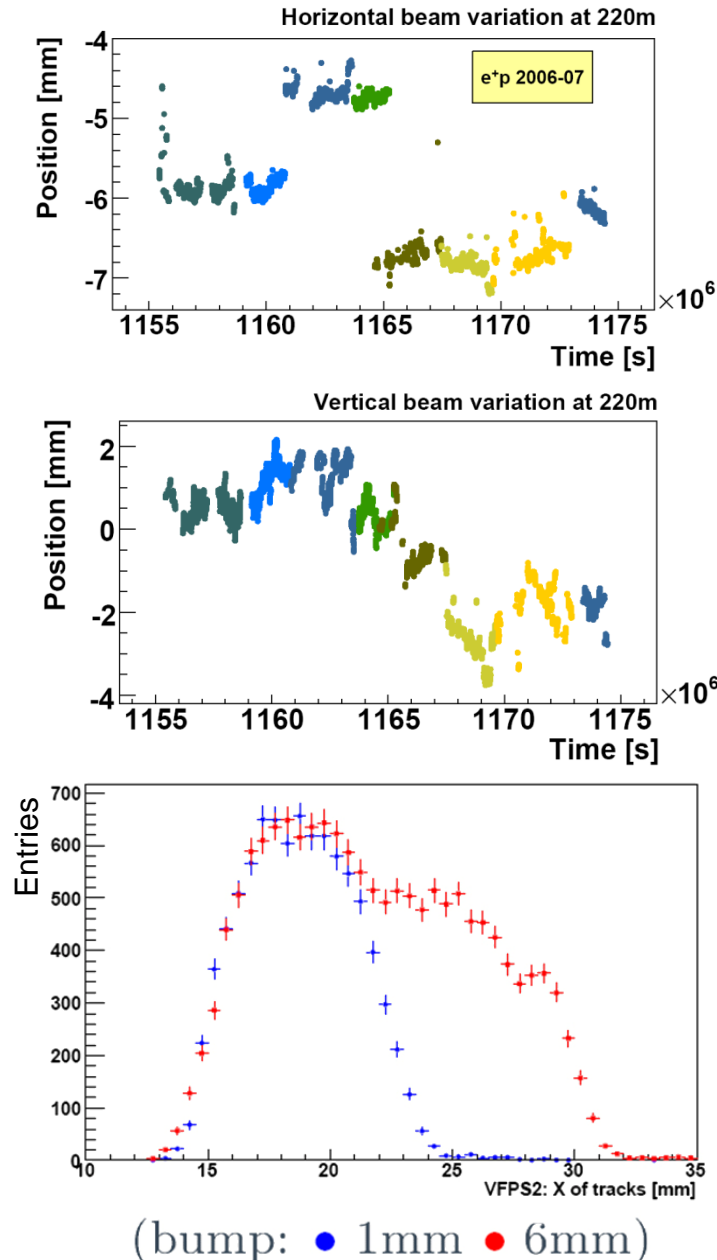 Horizontal beam variation at 220m
Position [mm]
-4
-5
-6
-7
e⁺p 2006-07
1155 1160 1165 1170 1175
×10⁶
Time [s]
Vertical beam variation at 220m
Position [mm]
2
0
-2
-4
1155 1160 1165 1170 1175
×10⁶
Time [s]
Entries
700
600
500
400
300
200
100
0
10 15 20 25 30 35
VFPS2: X of tracks [mm]
(bump: ● 1mm ● 6mm)